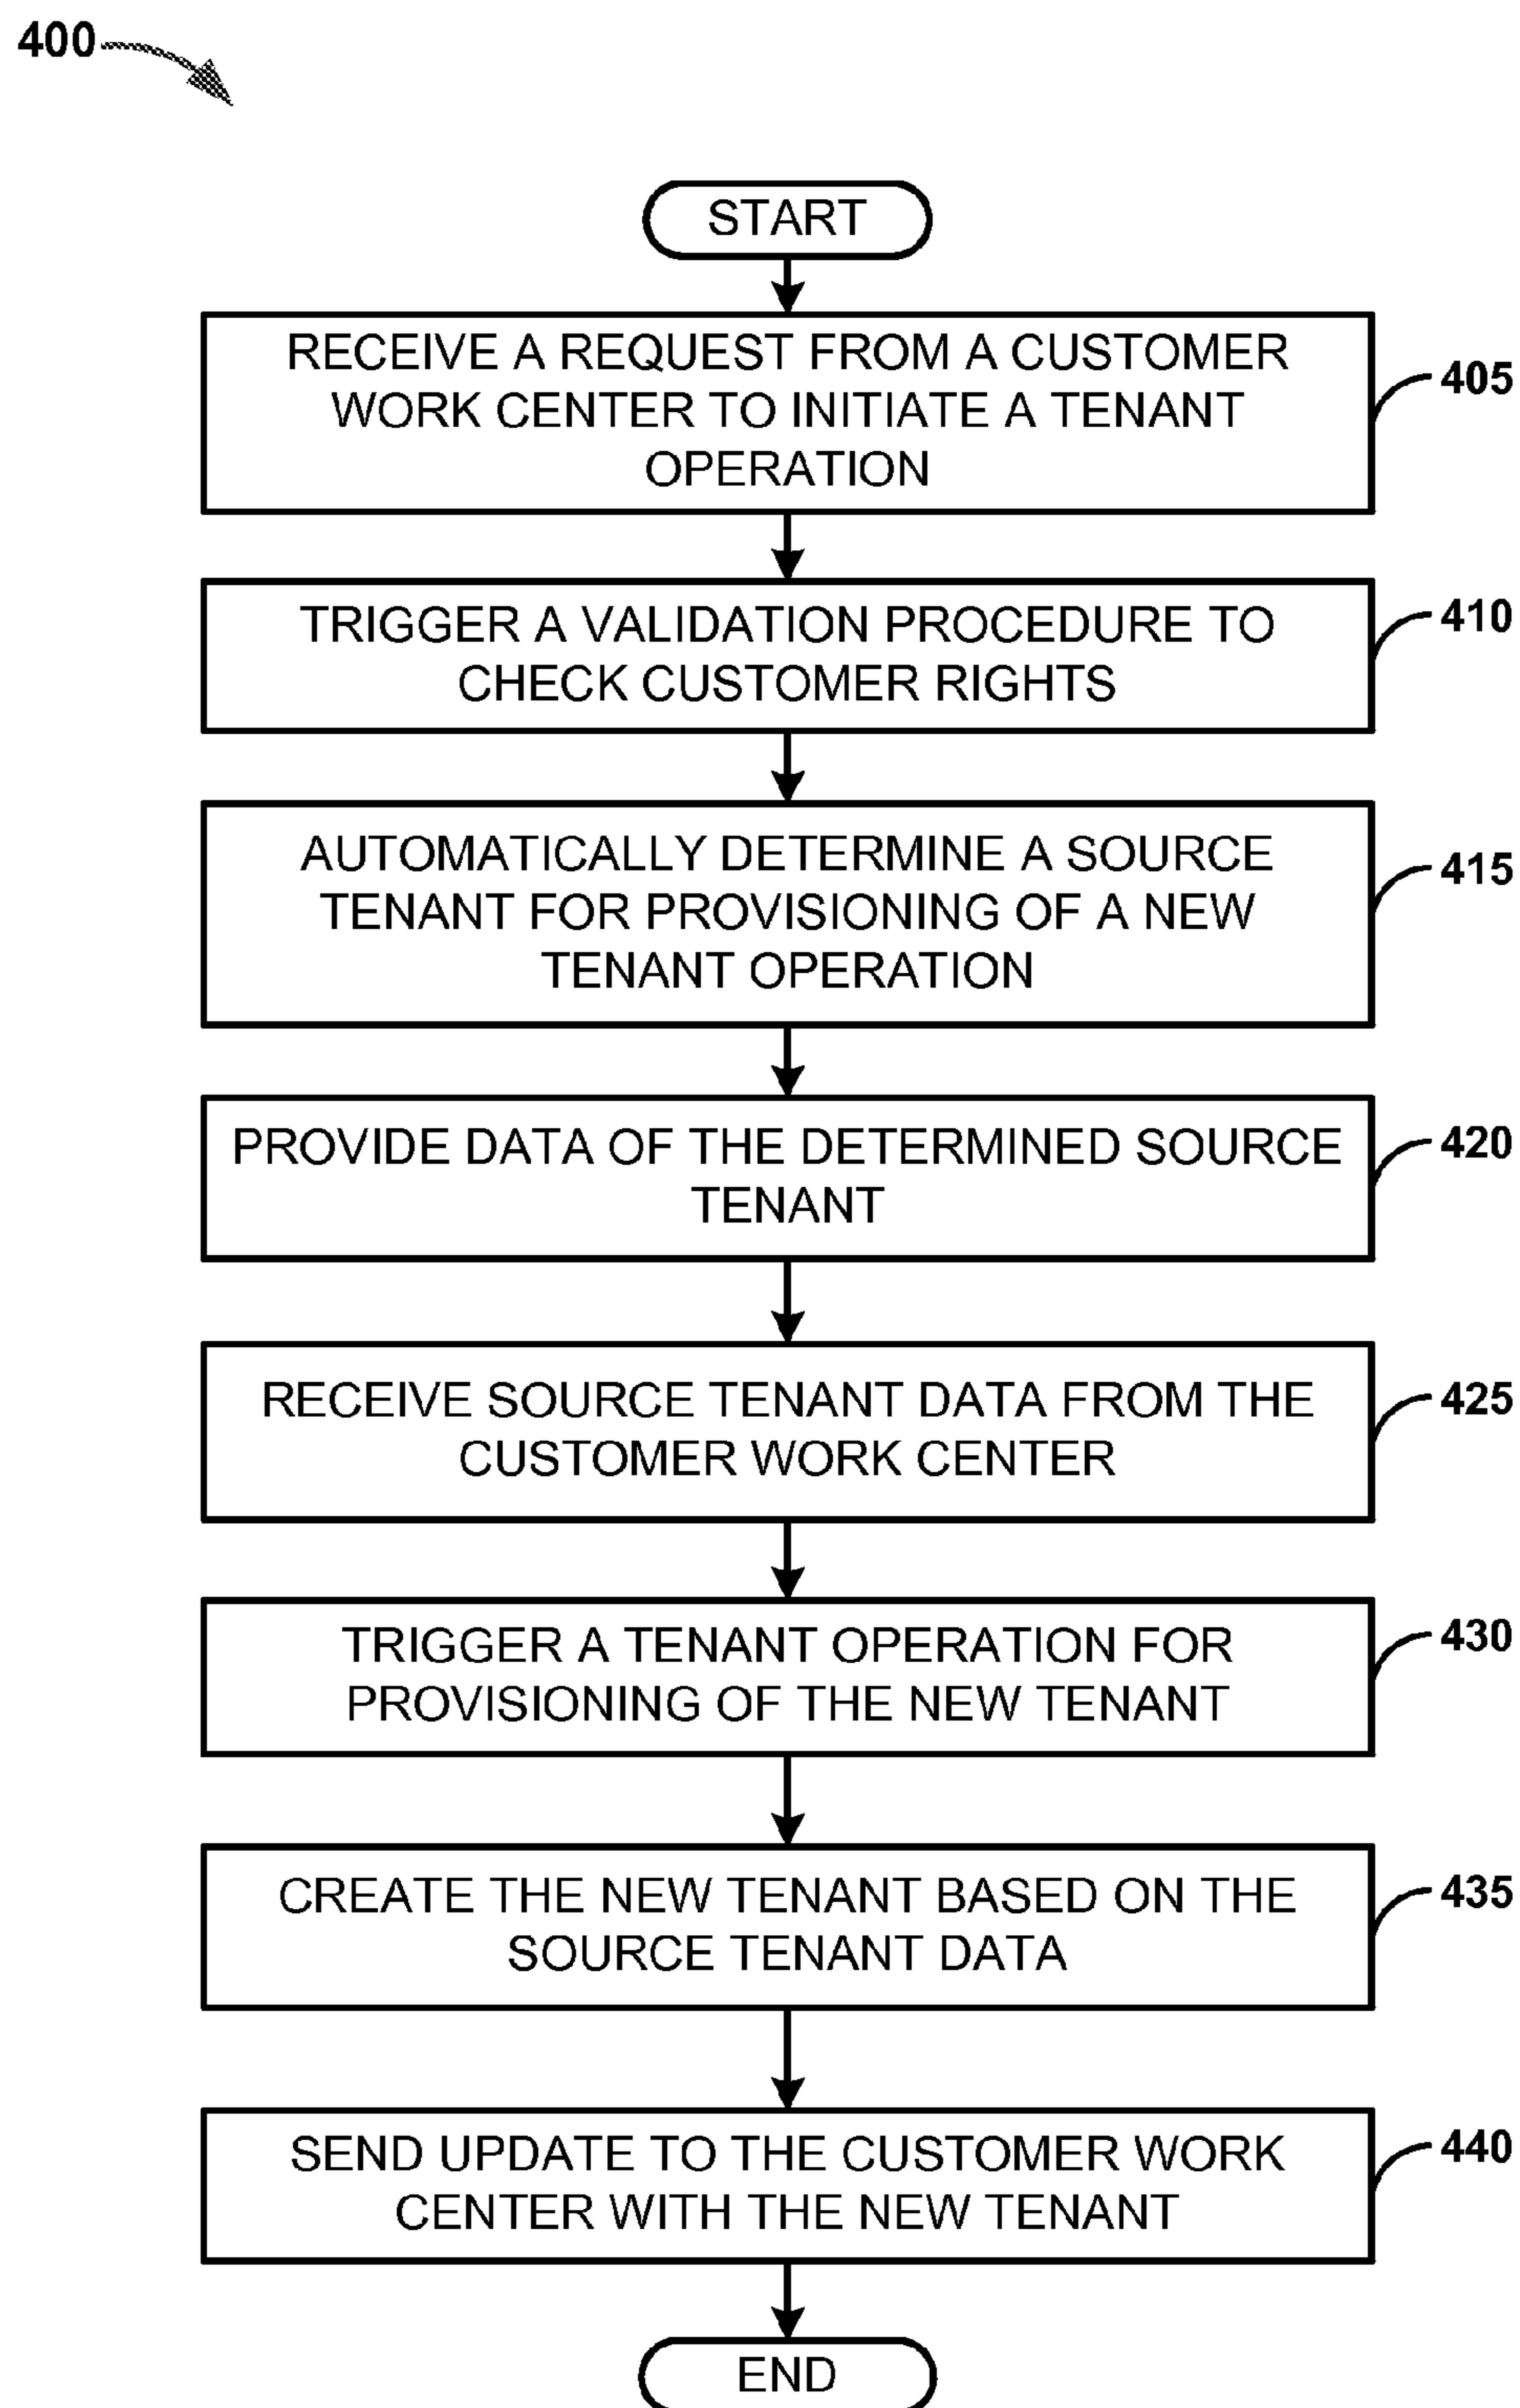 400
START
RECEIVE A REQUEST FROM A CUSTOMER
WORK CENTER TO INITIATE A TENANT
OPERATION
405
TRIGGER A VALIDATION PROCEDURE TO
CHECK CUSTOMER RIGHTS
410
AUTOMATICALLY DETERMINE A SOURCE
TENANT FOR PROVISIONING OF A NEW
TENANT OPERATION
415
PROVIDE DATA OF THE DETERMINED SOURCE
TENANT
420
RECEIVE SOURCE TENANT DATA FROM THE
CUSTOMER WORK CENTER
425
TRIGGER A TENANT OPERATION FOR
PROVISIONING OF THE NEW TENANT
430
CREATE THE NEW TENANT BASED ON THE
SOURCE TENANT DATA
435
SEND UPDATE TO THE CUSTOMER WORK
CENTER WITH THE NEW TENANT
440
END